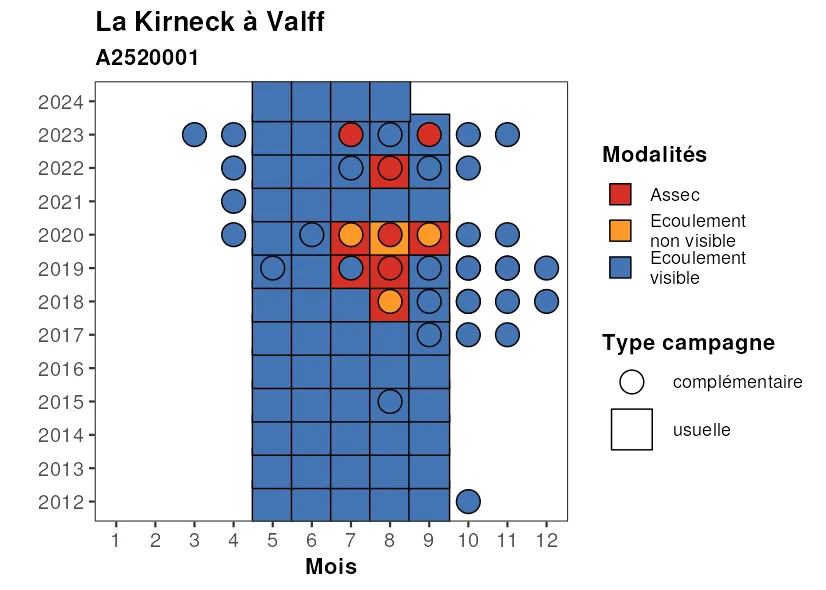 La Kirneck à Valff
A2520001
2024
2023
2022
2021
2020
2019
2018
2017
2016
2015
2014
2013
2012
1 2 3 4 5 6 7 8 9 10 11 12
Mois
Modalités
Assec
Ecoulement
non visible
Ecoulement
visible
Type campagne
complémentaire
usuelle